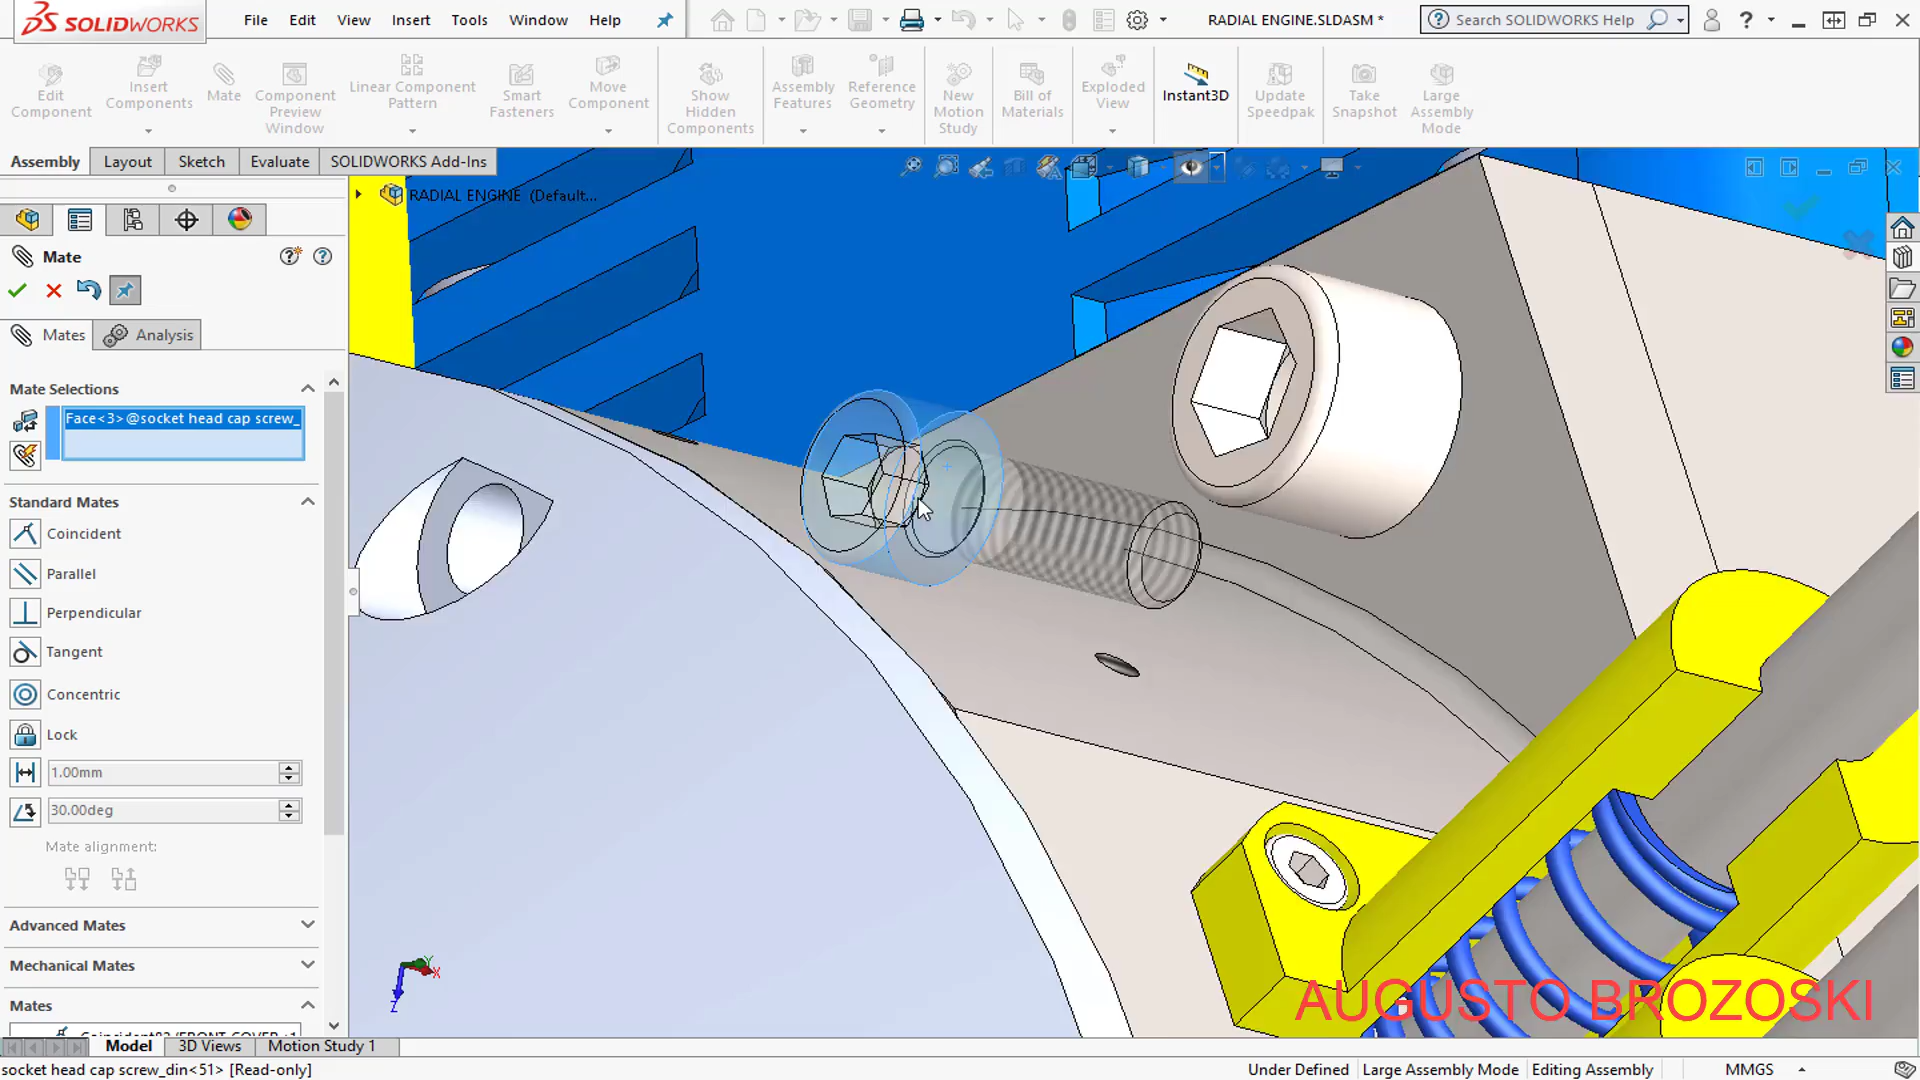 SOLIDWORKS
File Edit View Insert Tools Window Help
RADIAL ENGINE.SLDASM *
Search SOLIDWORKS Help
Edit Component
Insert Components
Mate
Component Preview Window
Linear Component Pattern
Smart Fasteners
Move Component
Show Hidden Components
Assembly Features
Reference Geometry
New Motion Study
Bill of Materials
Exploded View
Instant3D
Update Speedpak
Take Snapshot
Large Assembly Mode
Assembly Layout Sketch Evaluate SOLIDWORKS Add-Ins
RADIAL ENGINE (Default...
Mate
Mates Analysis
Mate Selections
Face<3>@socket head cap screw_
Standard Mates
Coincident
Parallel
Perpendicular
Tangent
Concentric
Lock
1.00mm
30.00deg
Mate alignment:
Advanced Mates
Mechanical Mates
Mates
X
Y
Z
AUGUSTO BROZOSKI
Model 3D Views Motion Study 1
socket head cap screw_din<51> [Read-only]
Under Defined Large Assembly Mode Editing Assembly MMGS